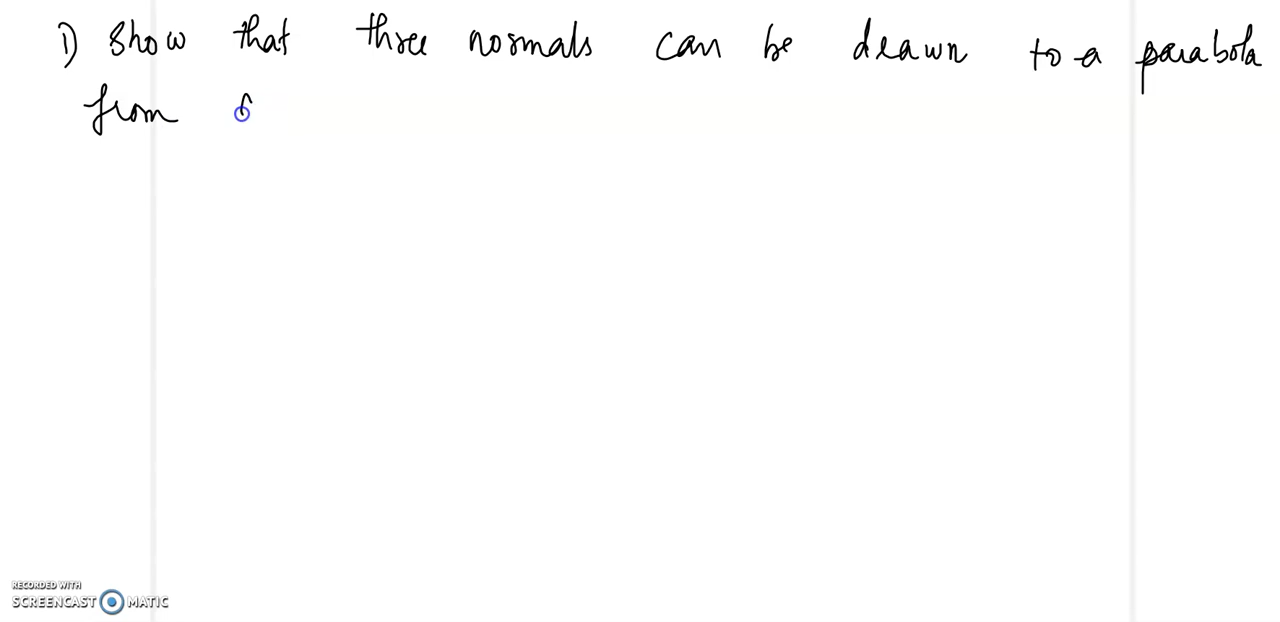 1) Show that three normals can be drawn to a parabola
from
RECORDED WITH
SCREENCAST MATIC